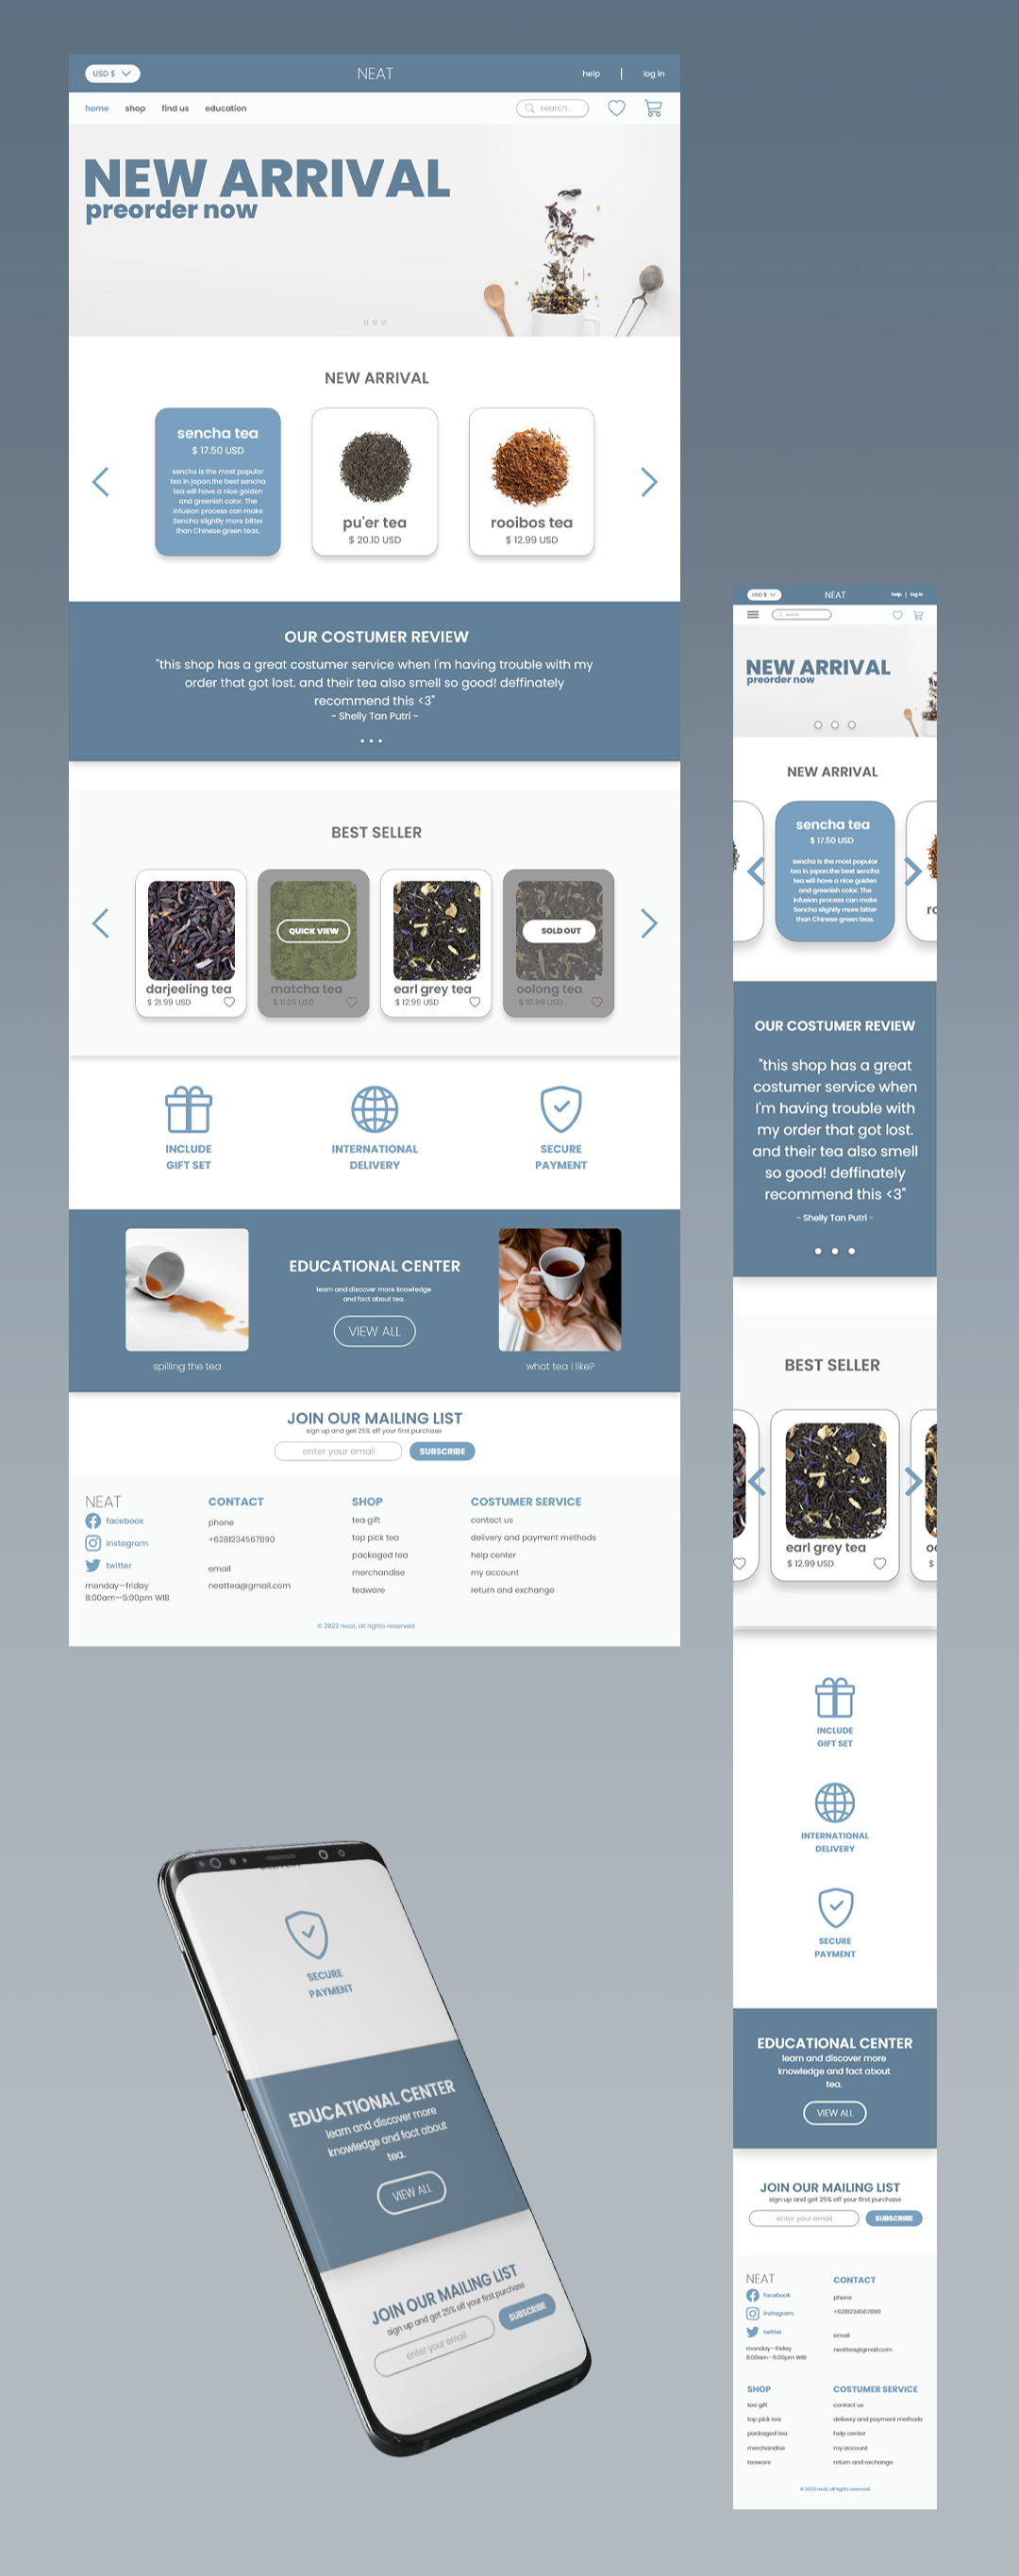 USD $
NEAT
help | log in
home shop find us education
search...
NEW ARRIVAL
preorder now
NEW ARRIVAL
sencha tea
$ 17.50 USD
sencha is the most popular
tea in japan.the best sencha
tea will have a nice golden
and greenish color. The
infusion process can make
Sencha slightly more bitter
than Chinese green teas.
pu'er tea
$ 20.10 USD
rooibos tea
$ 12.99 USD
OUR COSTUMER REVIEW
"this shop has a great costumer service when I'm having trouble with my
order that got lost. and their tea also smell so good! deffinately
recommend this <3"
- Shelly Tan Putri -
BEST SELLER
darjeeling tea
$ 21.99 USD
QUICK VIEW
matcha tea
$ 11.25 USD
earl grey tea
$ 12.99 USD
SOLD OUT
oolong tea
$ 10.99 USD
INCLUDE
GIFT SET
INTERNATIONAL
DELIVERY
SECURE
PAYMENT
spilling the tea
EDUCATIONAL CENTER
learn and discover more knowledge
and fact about tea.
VIEW ALL
what tea i like?
JOIN OUR MAILING LIST
sign up and get 25% off your first purchase
enter your email
SUBSCRIBE
NEAT
facebook
instagram
twitter
monday—friday
8:00am—5:00pm WIB
CONTACT
phone
+6281234567890
email
neattea@gmail.com
SHOP
tea gift
top pick tea
packaged tea
merchandise
teaware
COSTUMER SERVICE
contact us
delivery and payment methods
help center
my account
return and exchange
© 2022 neat, all rights reserved
USD $
NEAT
help | log in
search...
NEW ARRIVAL
preorder now
NEW ARRIVAL
sencha tea
$ 17.50 USD
sencha is the most popular
tea in japan.the best sencha
tea will have a nice golden
and greenish color. The
infusion process can make
Sencha slightly more bitter
than Chinese green teas.
ro
OUR COSTUMER REVIEW
"this shop has a great
costumer service when
I'm having trouble with
my order that got lost.
and their tea also smell
so good! deffinately
recommend this <3"
- Shelly Tan Putri -
BEST SELLER
earl grey tea
$ 12.99 USD
$
INCLUDE
GIFT SET
INTERNATIONAL
DELIVERY
SECURE
PAYMENT
EDUCATIONAL CENTER
learn and discover more
knowledge and fact about
tea.
VIEW ALL
JOIN OUR MAILING LIST
sign up and get 25% off your first purchase
enter your email
SUBSCRIBE
NEAT
facebook
instagram
twitter
monday—friday
8:00am—5:00pm WIB
CONTACT
phone
+6281234567890
email
neattea@gmail.com
SHOP
tea gift
top pick tea
packaged tea
merchandise
teaware
COSTUMER SERVICE
contact us
delivery and payment methods
help center
my account
return and exchange
© 2022 neat, all rights reserved
SECURE
PAYMENT
EDUCATIONAL CENTER
learn and discover more
knowledge and fact about
tea.
VIEW ALL
JOIN OUR MAILING LIST
sign up and get 25% off your first purchase
enter your email
SUBSCRIBE